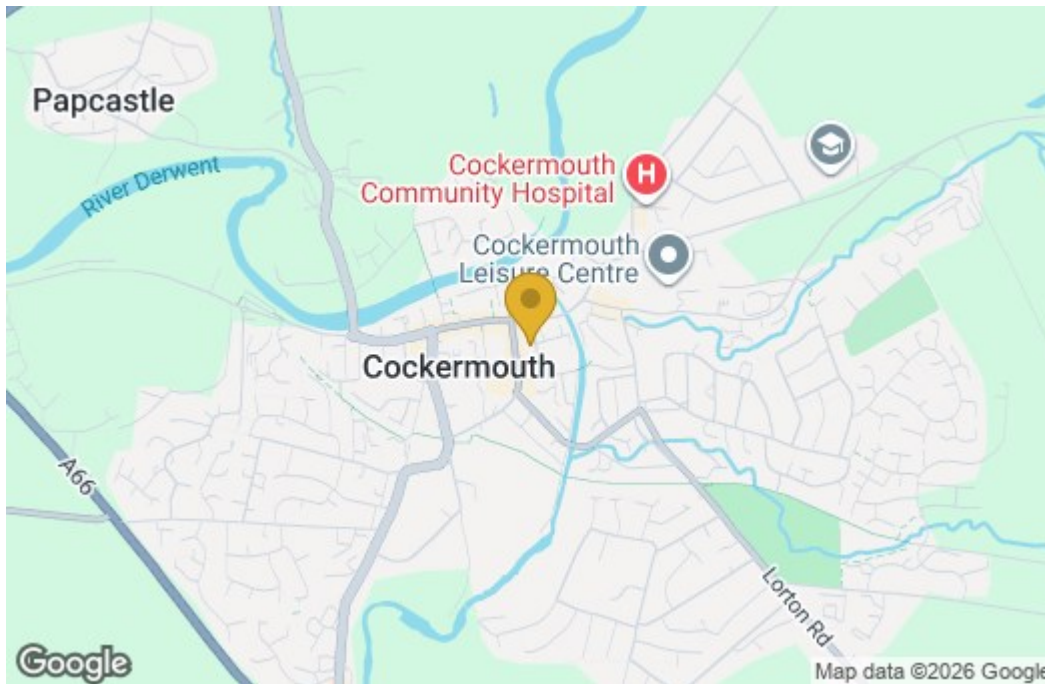 Papcastle
River Derwent
Cockermouth
Community Hospital
H
Cockermouth
Leisure Centre
Cockermouth
A66
Lorton Rd
Google
Map data ©2026 Google